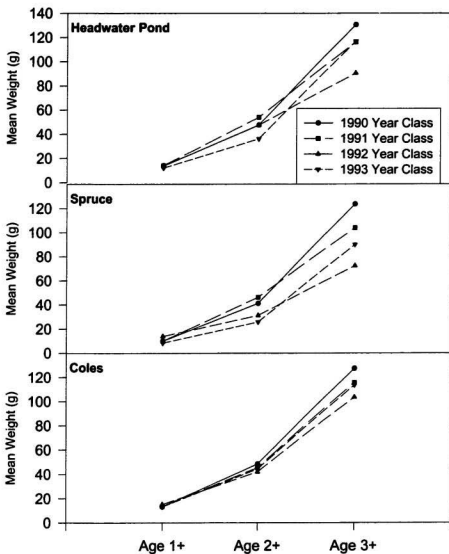 Headwater Pond
Mean Weight (g)
140
120
100
80
60
40
20
0
1990 Year Class
1991 Year Class
1992 Year Class
1993 Year Class
Spruce
Mean Weight (g)
120
100
80
60
40
20
0
Coles
Mean Weight (g)
120
100
80
60
40
20
0
Age 1+ Age 2+ Age 3+